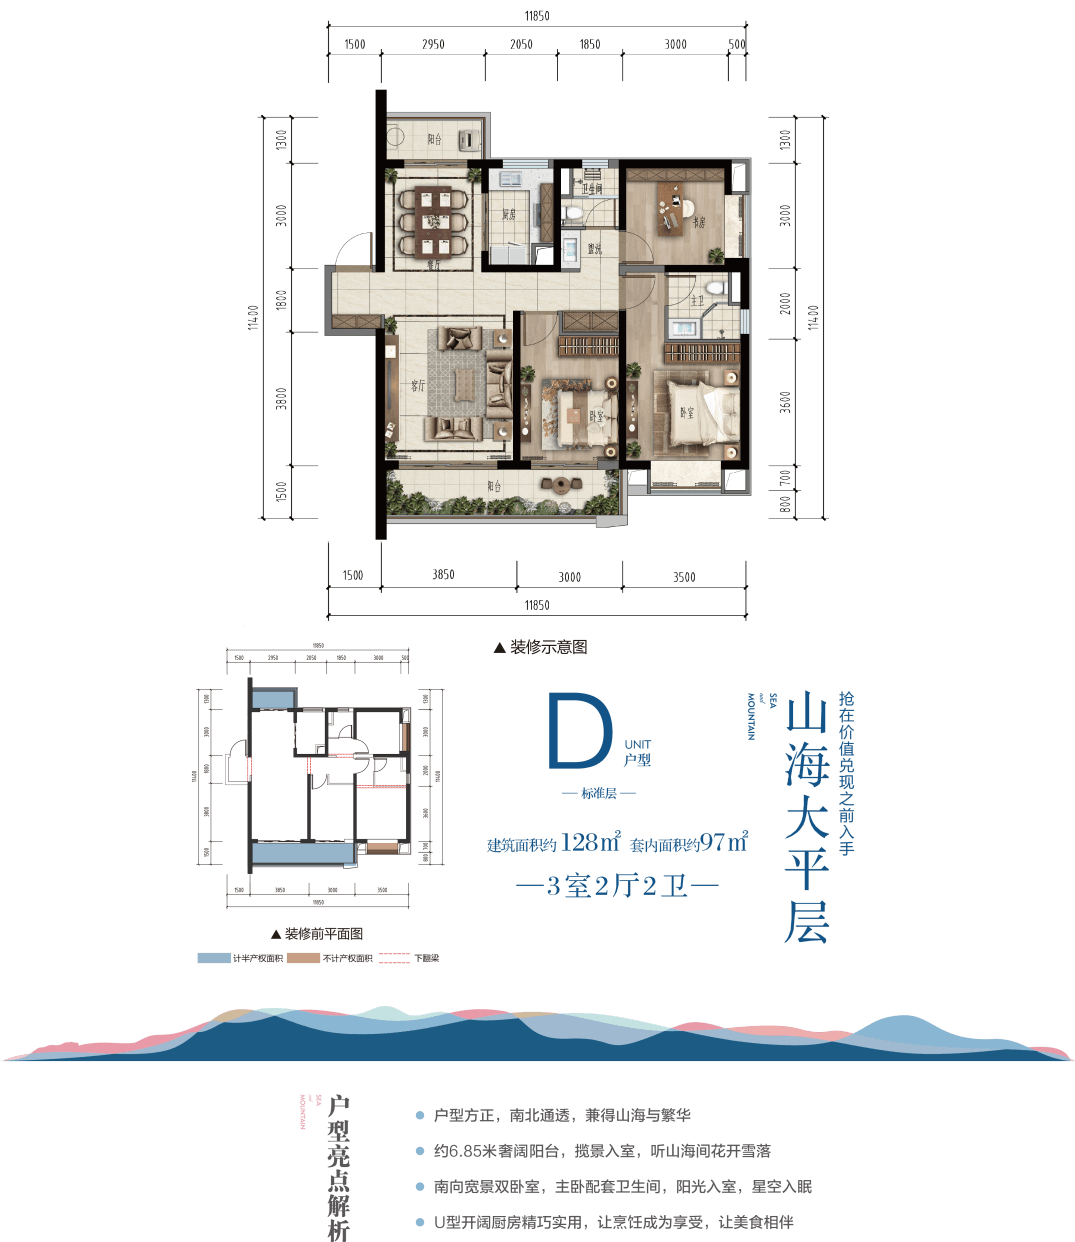 11850
1500 2950 2050 1850 3000 500
1300
3000
1800
3800
1500
11400
1300
3000
2000
3600
700
800
11400
阳台
餐厅
厨房
卫生间
盥洗
书房
主卫
客厅
卧室
卧室
阳台
1500 3850 3000 3500
11850
▲ 装修示意图
11850
1500 2950 2050 1850 3000 500
1300
3000
1800
3800
1500
11400
1300
3000
2000
3600
700
800
11400
1500 3850 3000 3500
11850
▲ 装修前平面图
计半产权面积 不计产权面积 下翻梁
D
UNIT
户型
标准层
建筑面积约128㎡ 套内面积约97㎡
3室2厅2卫
抢在价值兑现之前入手
山海大平层
SEA
and
MOUNTAIN
户型亮点解析
SEA
and
MOUNTAIN
户型方正，南北通透，兼得山海与繁华
约6.85米奢阔阳台，揽景入室，听山海间花开雪落
南向宽景双卧室，主卧配套卫生间，阳光入室，星空入眠
U型开阔厨房精巧实用，让烹饪成为享受，让美食相伴